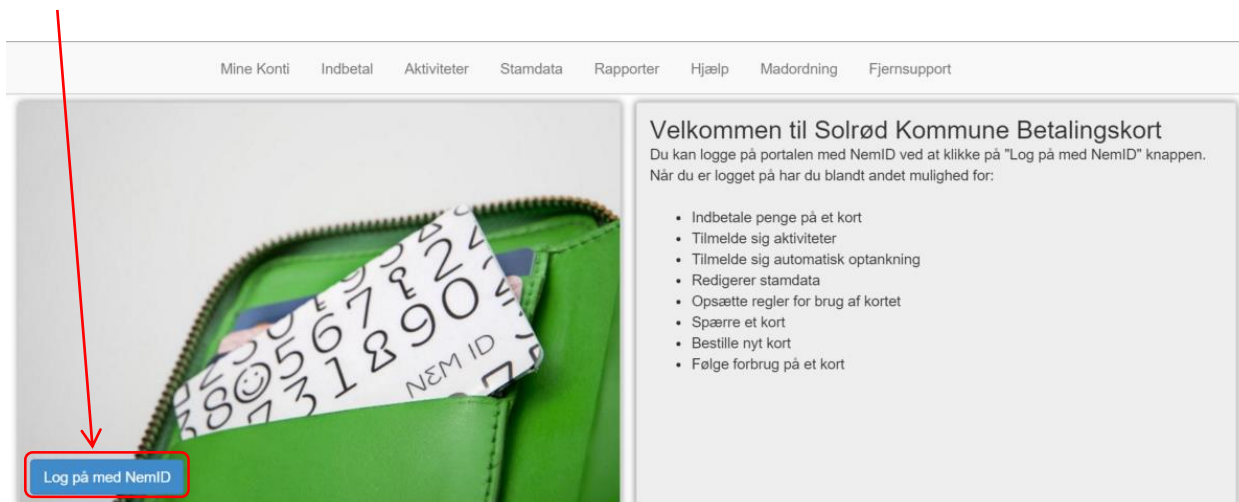 Mine Konti Indbetal Aktiviteter Stamdata Rapporter Hjælp Madordning Fjernsupport
Velkommen til Solrød Kommune Betalingskort
Du kan logge på portalen med NemID ved at klikke på "Log på med NemID" knappen.
Når du er logget på har du blandt andet mulighed for:
Indbetale penge på et kort
Tilmelde sig aktiviteter
Tilmelde sig automatisk optankning
Redigerer stamdata
Opsætte regler for brug af kortet
Spærre et kort
Bestille nyt kort
Følge forbrug på et kort
NEM ID
Log på med NemID